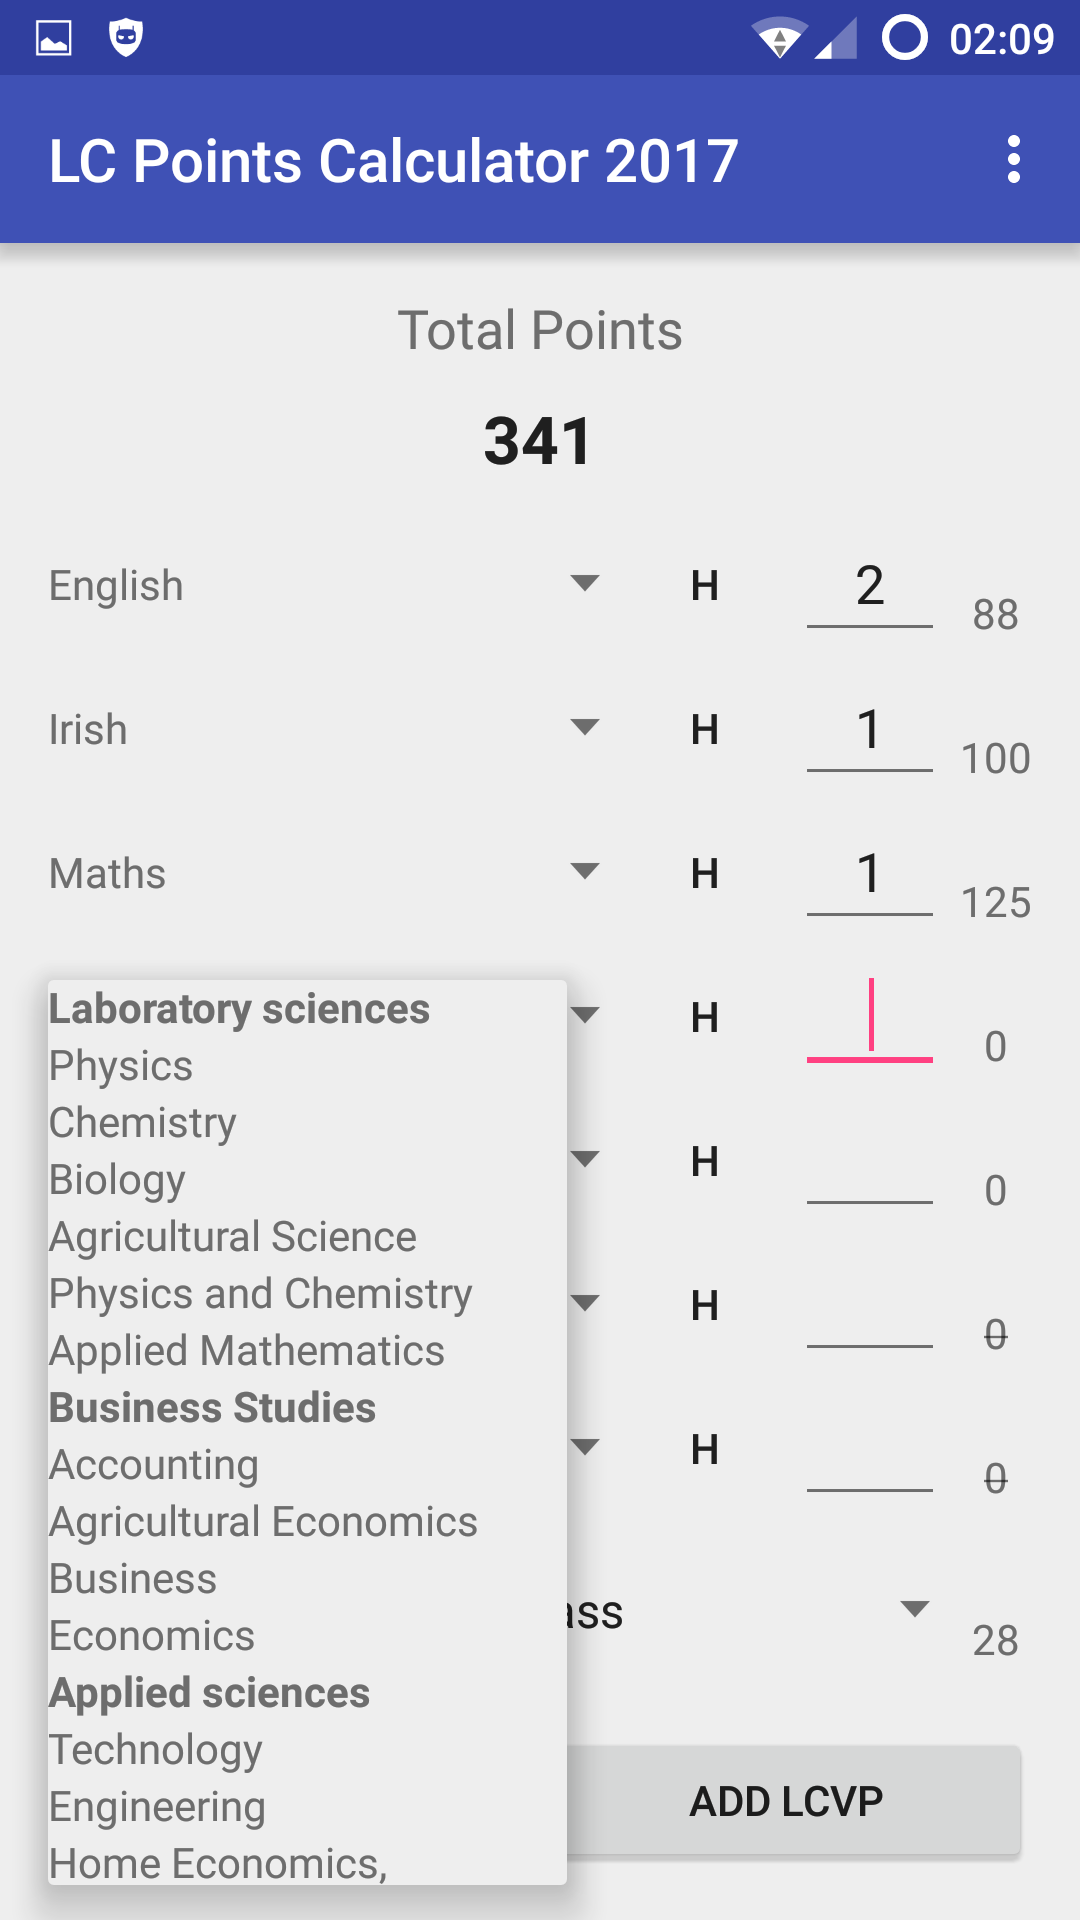 02:09
LC Points Calculator 2017
Total Points
341
English H 2 88
Irish H 1 100
Maths H 1 125
H 0
H 0
H 0
H 0
Laboratory sciences
Physics
Chemistry
Biology
Agricultural Science
Physics and Chemistry
Applied Mathematics
Business Studies
Accounting
Agricultural Economics
Business
Economics
Applied sciences
Technology
Engineering
Home Economics,
28
ADD LCVP